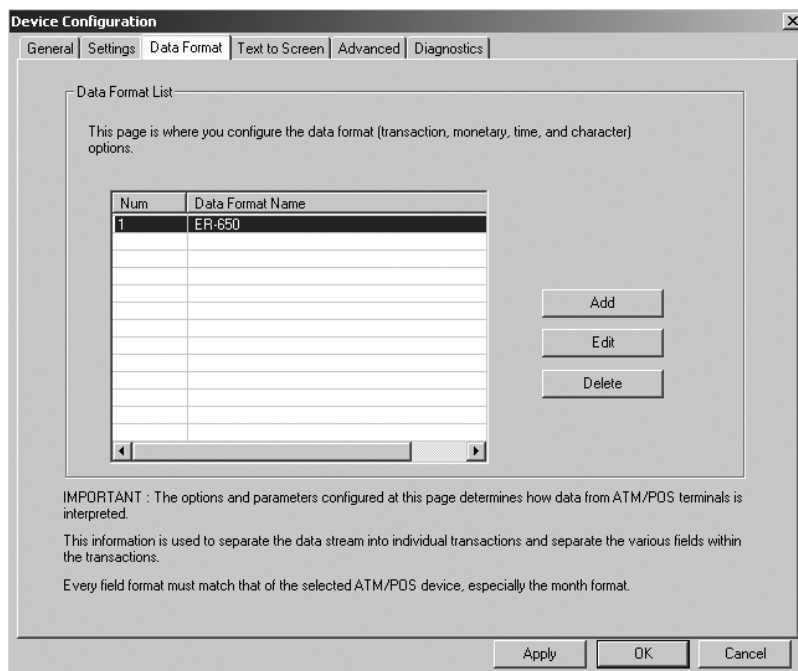 Device Configuration
General Settings Data Format Text to Screen Advanced Diagnostics
Data Format List
This page is where you configure the data format (transaction, monetary, time, and character)
options.
Num Data Format Name
1 ER-650
Add
Edit
Delete
IMPORTANT : The options and parameters configured at this page determines how data from ATM/POS terminals is
interpreted.
This information is used to separate the data stream into individual transactions and separate the various fields within
the transactions.
Every field format must match that of the selected ATM/POS device, especially the month format.
Apply OK Cancel